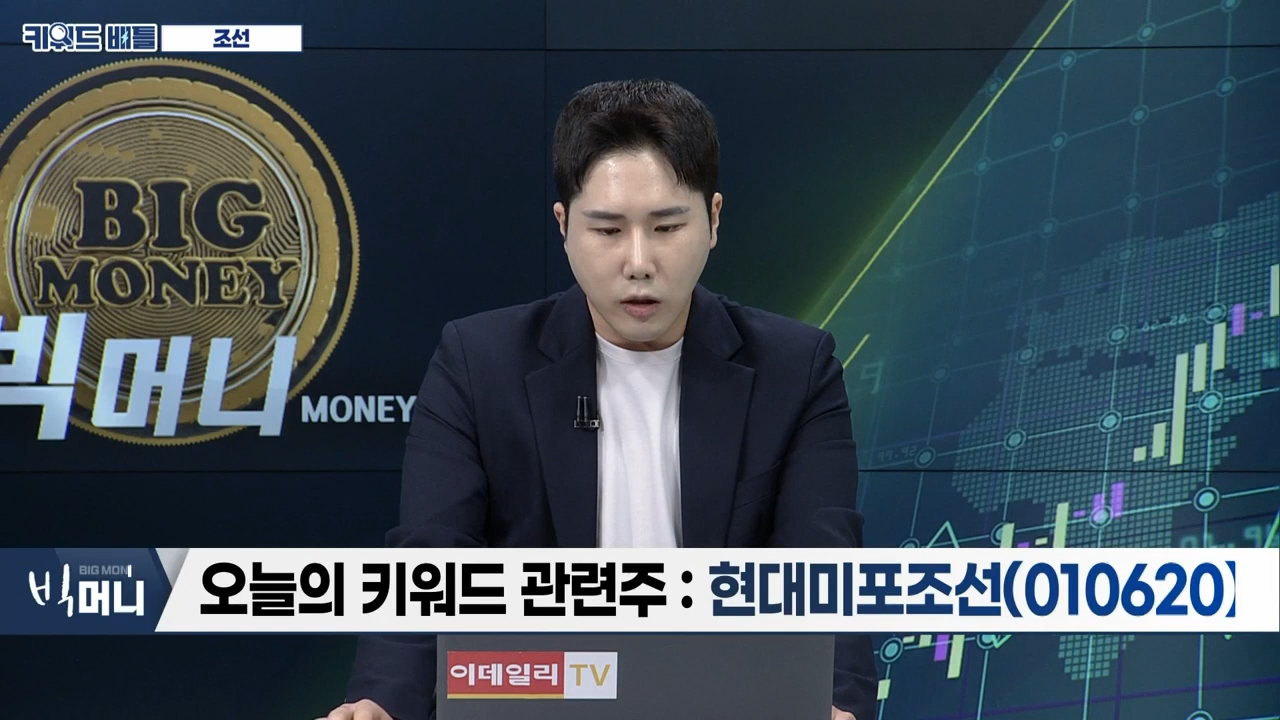 키워드 배틀 조선
BIG
MONEY
빅머니 MONEY
BIG MON
빅머니
오늘의 키워드 관련주 : 현대미포조선(010620)
이데일리 TV